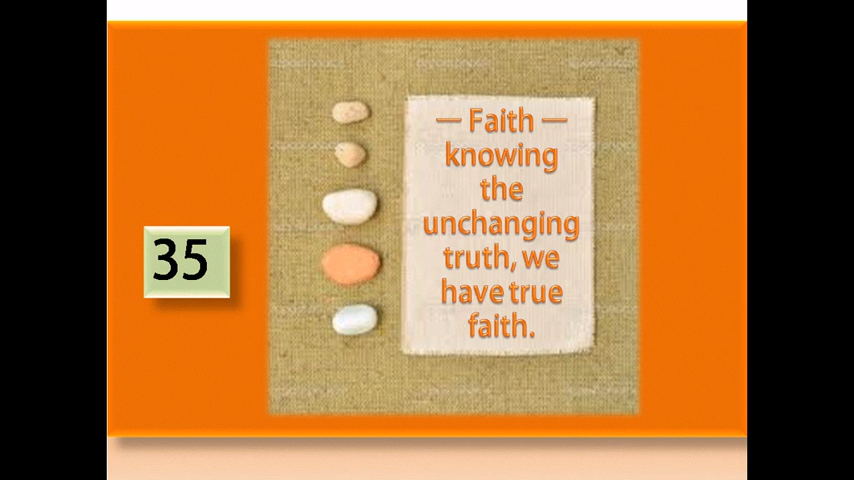 35
— Faith —
knowing
the
unchanging
truth, we
have true
faith.